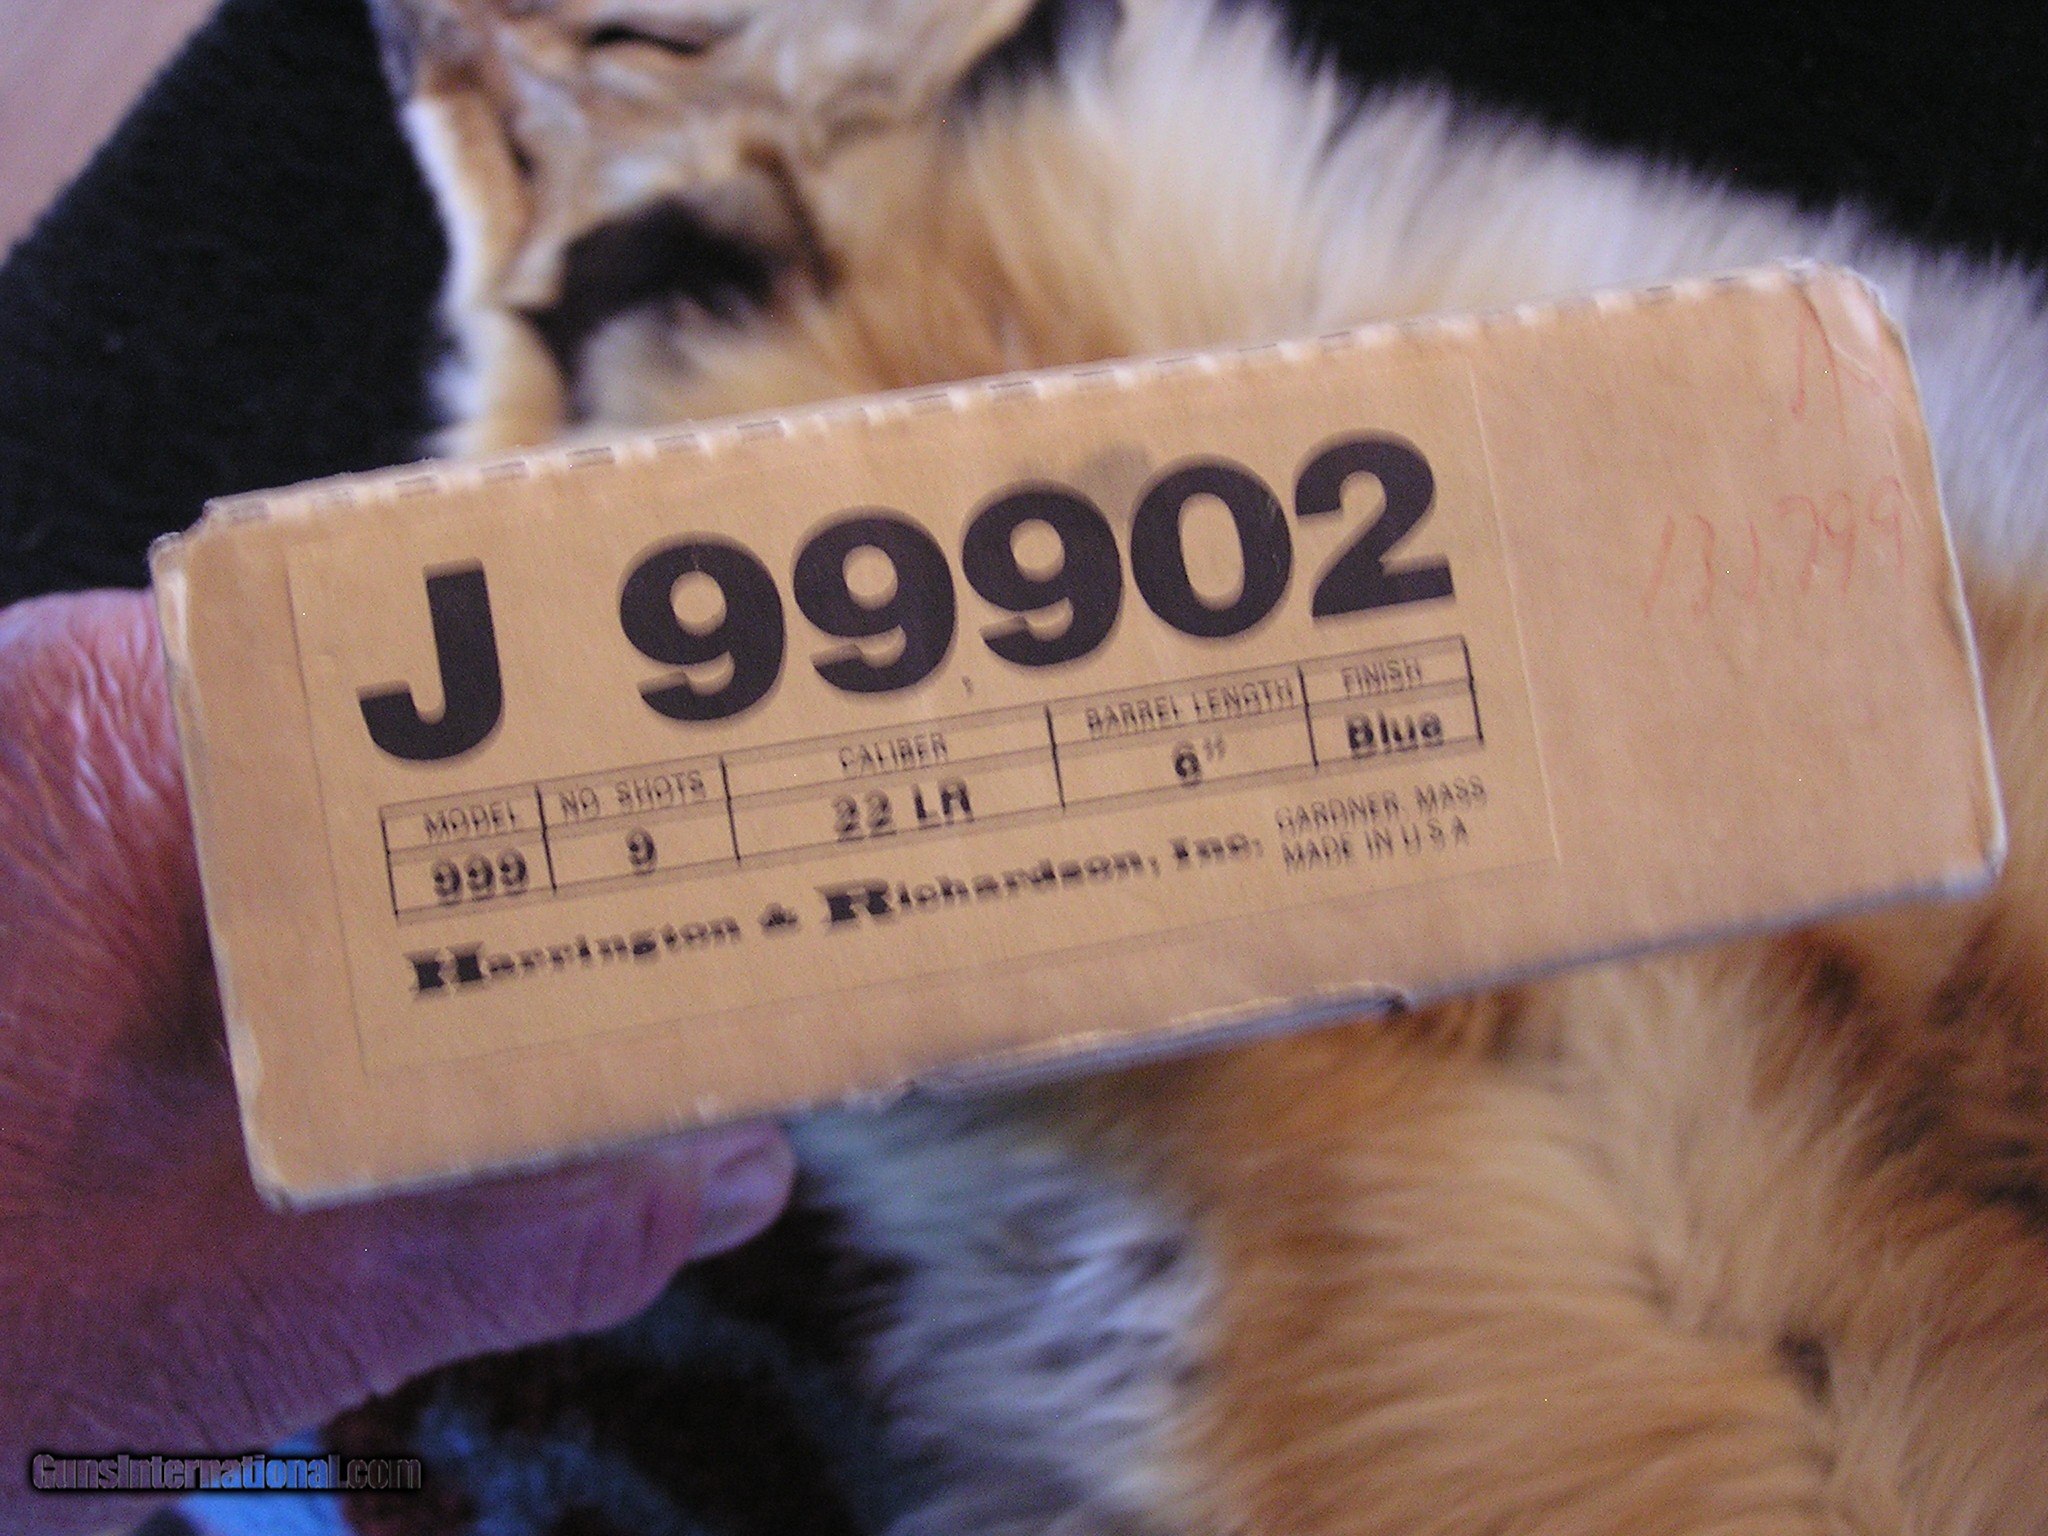 J 99902
MODEL NO SHOTS CALIBER BARREL LENGTH FINISH
999 9 22 LR 6" Blue
Harrington & Richardson, Inc. GARDNER, MASS
MADE IN U S A
GunsInternational.com